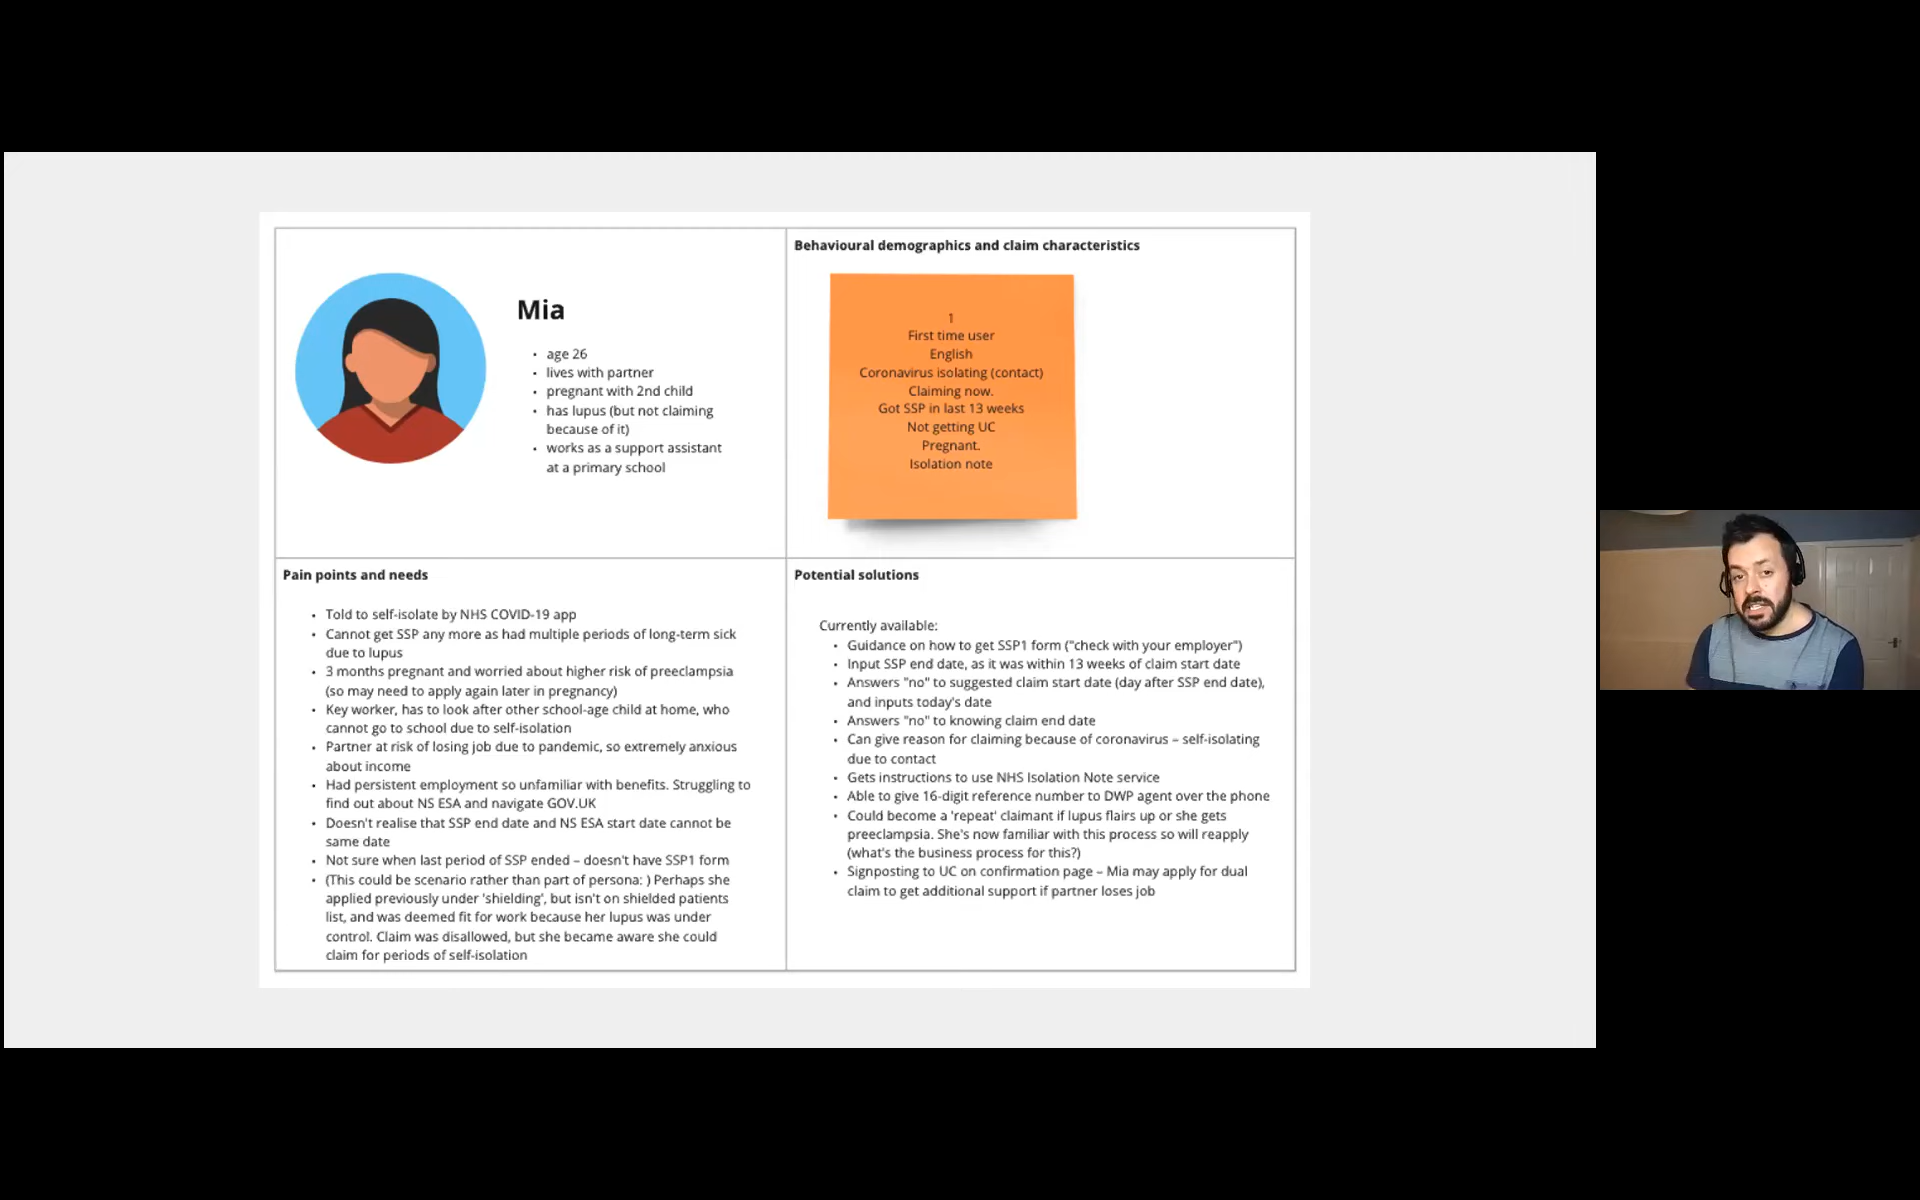 Mia
• age 26
• lives with partner
• pregnant with 2nd child
• has lupus (but not claiming
because of it)
• works as a support assistant
at a primary school
Behavioural demographics and claim characteristics
1
First time user
English
Coronavirus isolating (contact)
Claiming now.
Got SSP in last 13 weeks
Not getting UC
Pregnant.
Isolation note
Pain points and needs
• Told to self-isolate by NHS COVID-19 app
• Cannot get SSP any more as had multiple periods of long-term sick
due to lupus
• 3 months pregnant and worried about higher risk of preeclampsia
(so may need to apply again later in pregnancy)
• Key worker, has to look after other school-age child at home, who
cannot go to school due to self-isolation
• Partner at risk of losing job due to pandemic, so extremely anxious
about income
• Had persistent employment so unfamiliar with benefits. Struggling to
find out about NS ESA and navigate GOV.UK
• Doesn't realise that SSP end date and NS ESA start date cannot be
same date
• Not sure when last period of SSP ended – doesn't have SSP1 form
• (This could be scenario rather than part of persona: ) Perhaps she
applied previously under 'shielding', but isn't on shielded patients
list, and was deemed fit for work because her lupus was under
control. Claim was disallowed, but she became aware she could
claim for periods of self-isolation
Potential solutions
Currently available:
• Guidance on how to get SSP1 form ("check with your employer")
• Input SSP end date, as it was within 13 weeks of claim start date
• Answers "no" to suggested claim start date (day after SSP end date),
and inputs today's date
• Answers "no" to knowing claim end date
• Can give reason for claiming because of coronavirus – self-isolating
due to contact
• Gets instructions to use NHS Isolation Note service
• Able to give 16-digit reference number to DWP agent over the phone
• Could become a 'repeat' claimant if lupus flairs up or she gets
preeclampsia. She's now familiar with this process so will reapply
(what's the business process for this?)
• Signposting to UC on confirmation page – Mia may apply for dual
claim to get additional support if partner loses job